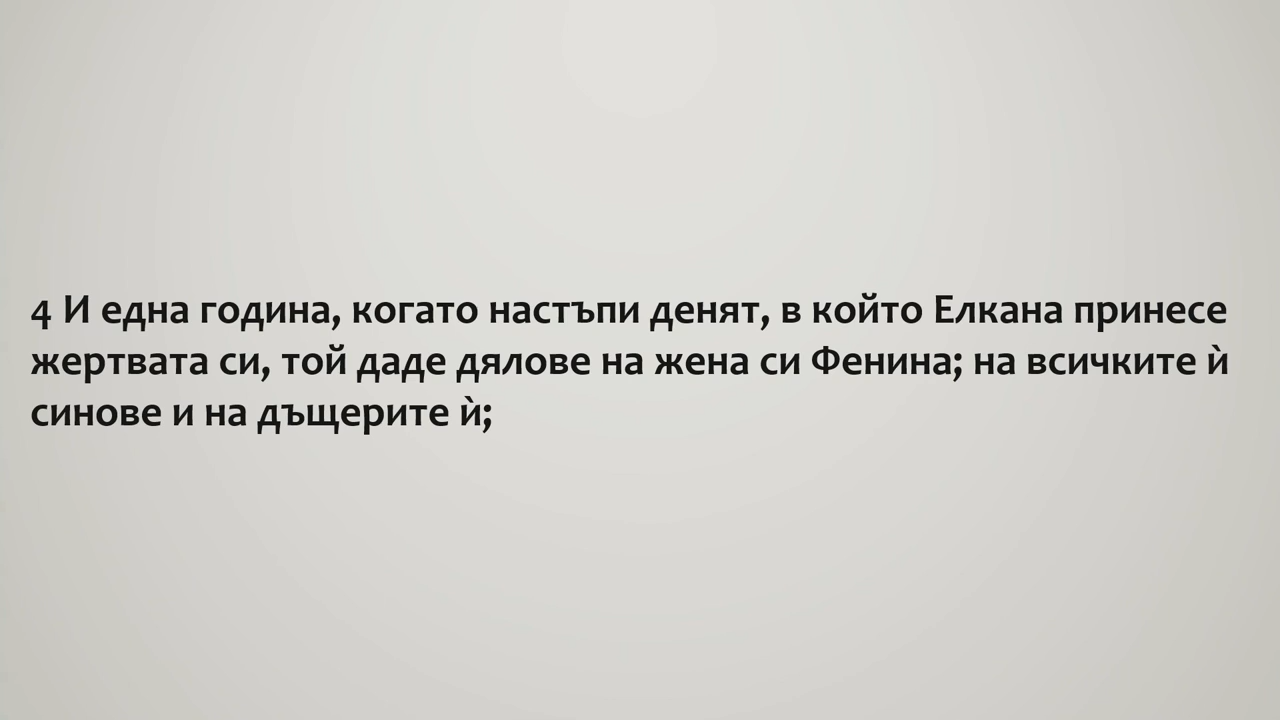 4 И една година, когато настъпи денят, в който Елкана принесе
жертвата си, той даде дялове на жена си Фенина; на всичките ѝ
синове и на дъщерите ѝ;